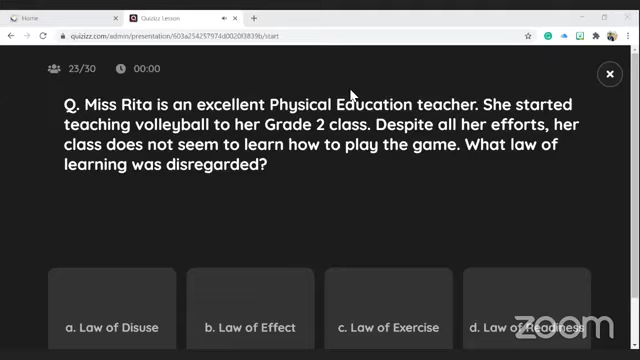 Home
Quizizz Lesson
quizizz.com/admin/presentation/603a254257974d0020f3839b/start
23/30 00:00
Q. Miss Rita is an excellent Physical Education teacher. She started
teaching volleyball to her Grade 2 class. Despite all her efforts, her
class does not seem to learn how to play the game. What law of
learning was disregarded?
a. Law of Disuse
b. Law of Effect
c. Law of Exercise
d. Law of Readiness
zoom